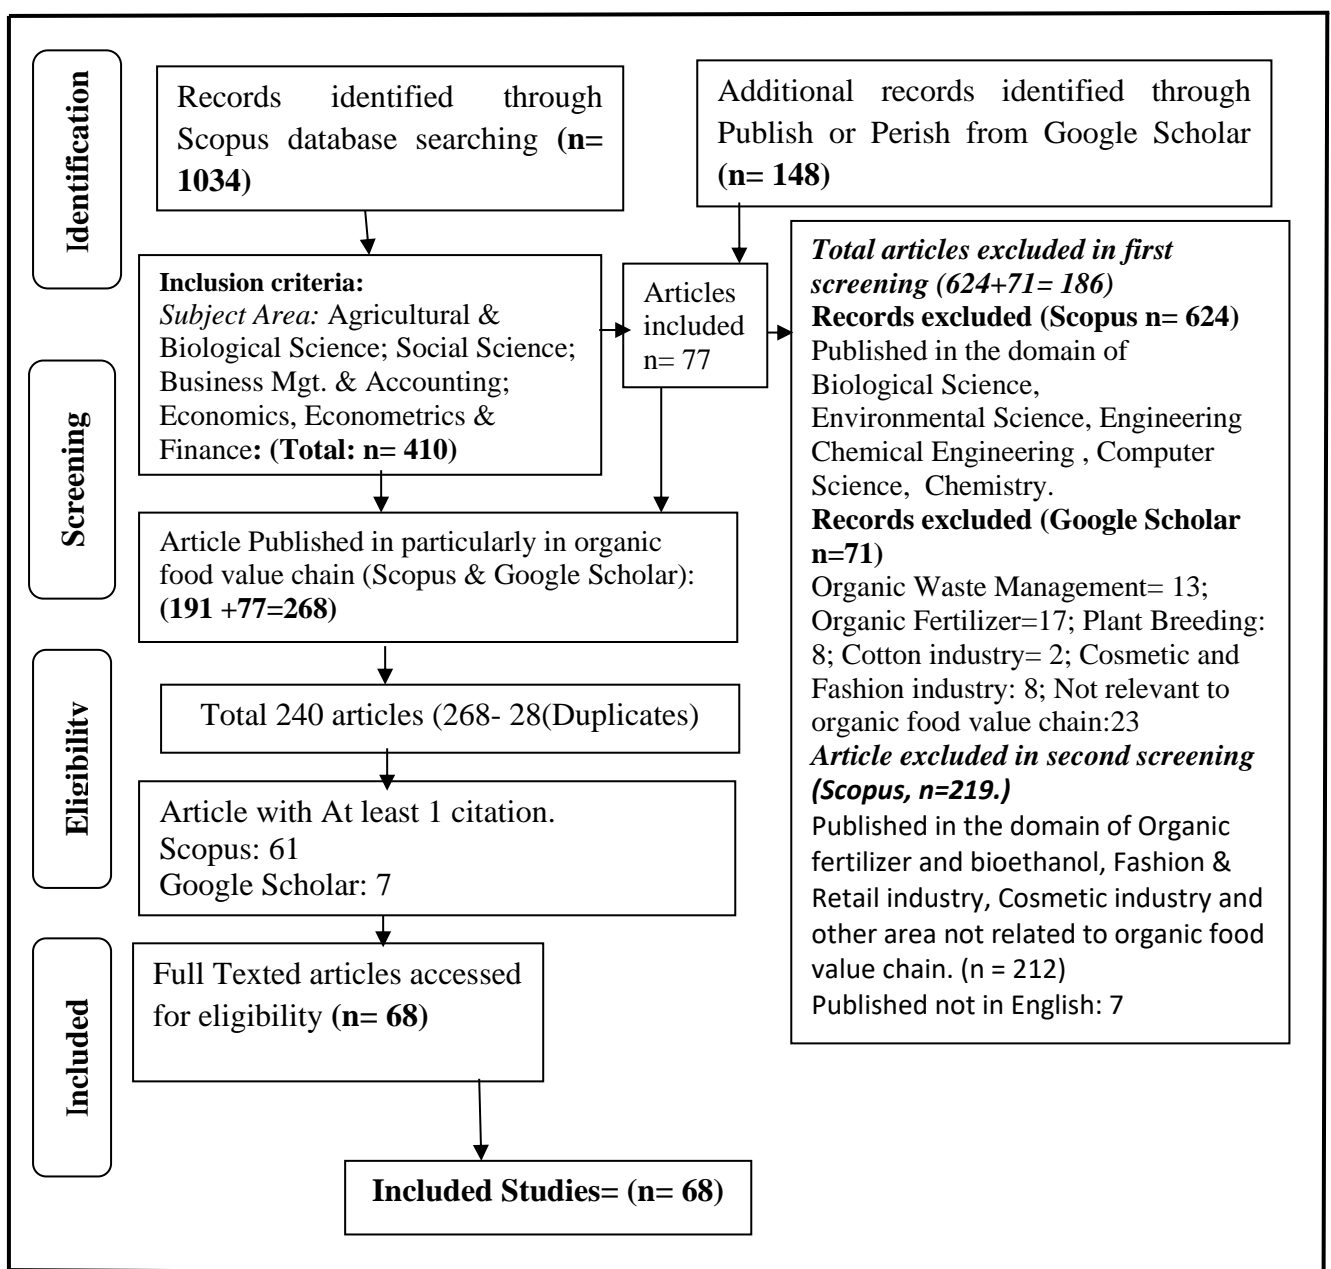 Identification
Records identified through
Scopus database searching (n=
1034)
Additional records identified through
Publish or Perish from Google Scholar
(n= 148)
Inclusion criteria:
Subject Area: Agricultural &
Biological Science; Social Science;
Business Mgt. & Accounting;
Economics, Econometrics &
Finance: (Total: n= 410)
Articles
included
n= 77
Total articles excluded in first
screening (624+71= 186)
Records excluded (Scopus n= 624)
Published in the domain of
Biological Science,
Environmental Science, Engineering
Chemical Engineering , Computer
Science, Chemistry.
Records excluded (Google Scholar
n=71)
Organic Waste Management= 13;
Organic Fertilizer=17; Plant Breeding:
8; Cotton industry= 2; Cosmetic and
Fashion industry: 8; Not relevant to
organic food value chain:23
Article excluded in second screening
(Scopus, n=219.)
Published in the domain of Organic
fertilizer and bioethanol, Fashion &
Retail industry, Cosmetic industry and
other area not related to organic food
value chain. (n = 212)
Published not in English: 7
Screening
Article Published in particularly in organic
food value chain (Scopus & Google Scholar):
(191 +77=268)
Eligibility
Total 240 articles (268- 28(Duplicates)
Article with At least 1 citation.
Scopus: 61
Google Scholar: 7
Included
Full Texted articles accessed
for eligibility (n= 68)
Included Studies= (n= 68)